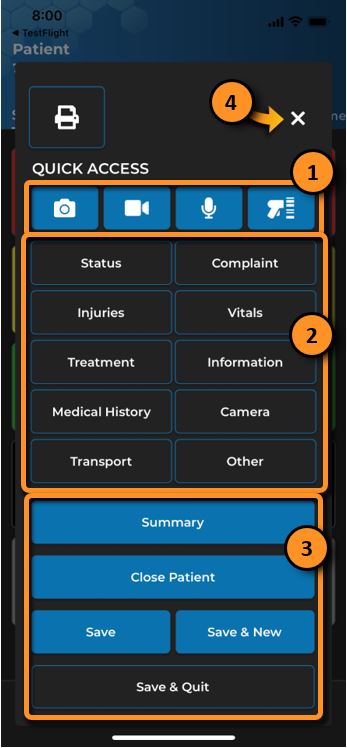 8:00
◀ TestFlight
Patient
4
QUICK ACCESS
1
Status Complaint
Injuries Vitals
2
Treatment Information
Medical History Camera
Transport Other
Summary
3
Close Patient
Save Save & New
Save & Quit